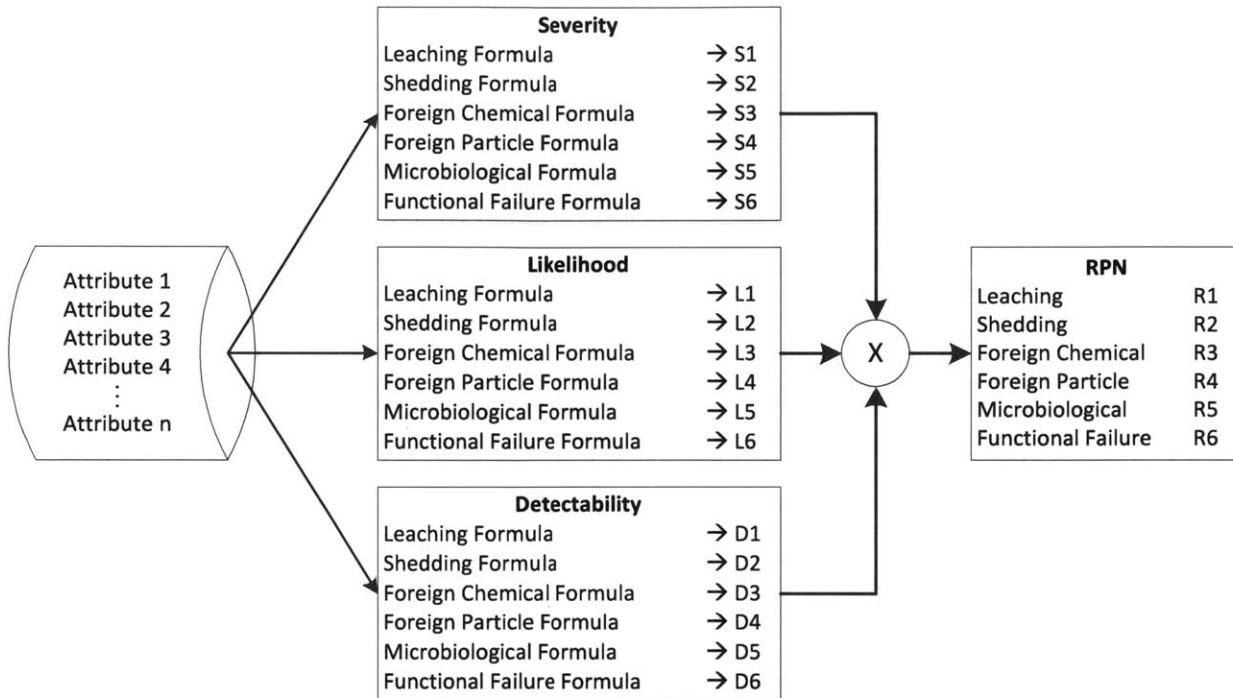 Severity
Leaching Formula → S1
Shedding Formula → S2
Foreign Chemical Formula → S3
Foreign Particle Formula → S4
Microbiological Formula → S5
Functional Failure Formula → S6
Attribute 1
Attribute 2
Attribute 3
Attribute 4
⋮
Attribute n
Likelihood
Leaching Formula → L1
Shedding Formula → L2
Foreign Chemical Formula → L3
Foreign Particle Formula → L4
Microbiological Formula → L5
Functional Failure Formula → L6
X
RPN
Leaching R1
Shedding R2
Foreign Chemical R3
Foreign Particle R4
Microbiological R5
Functional Failure R6
Detectability
Leaching Formula → D1
Shedding Formula → D2
Foreign Chemical Formula → D3
Foreign Particle Formula → D4
Microbiological Formula → D5
Functional Failure Formula → D6